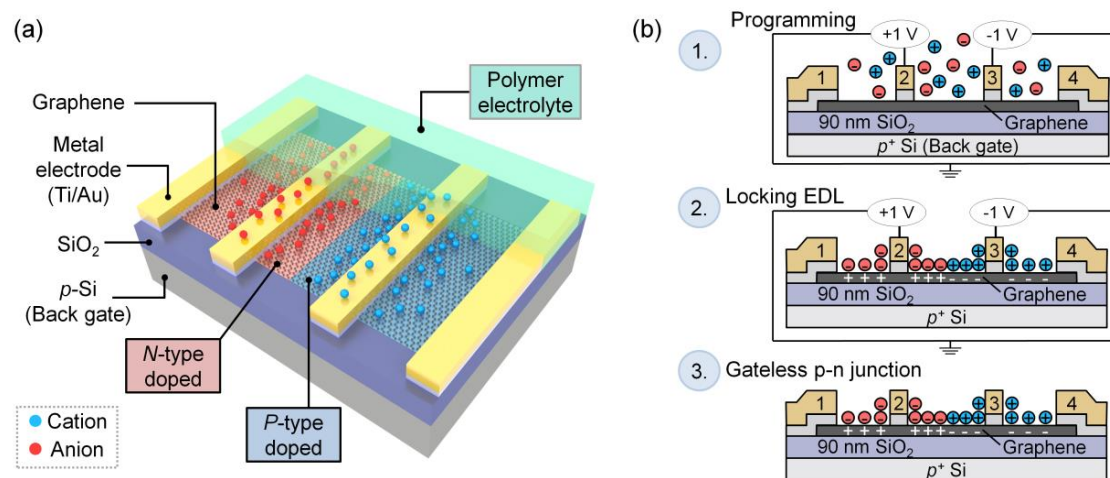 (a)
Graphene
Metal
electrode
(Ti/Au)
SiO2
p-Si
(Back gate)
Polymer
electrolyte
N-type
doped
P-type
doped
Cation
Anion
(b)
1.
Programming
+1 V
-1 V
1
2
3
4
90 nm SiO2
Graphene
p+ Si (Back gate)
2.
Locking EDL
+1 V
-1 V
1
2
3
4
+ + + + + + - - - - - -
90 nm SiO2
Graphene
p+ Si
3.
Gateless p-n junction
1
2
3
4
+ + + + + + - - - - - -
90 nm SiO2
Graphene
p+ Si